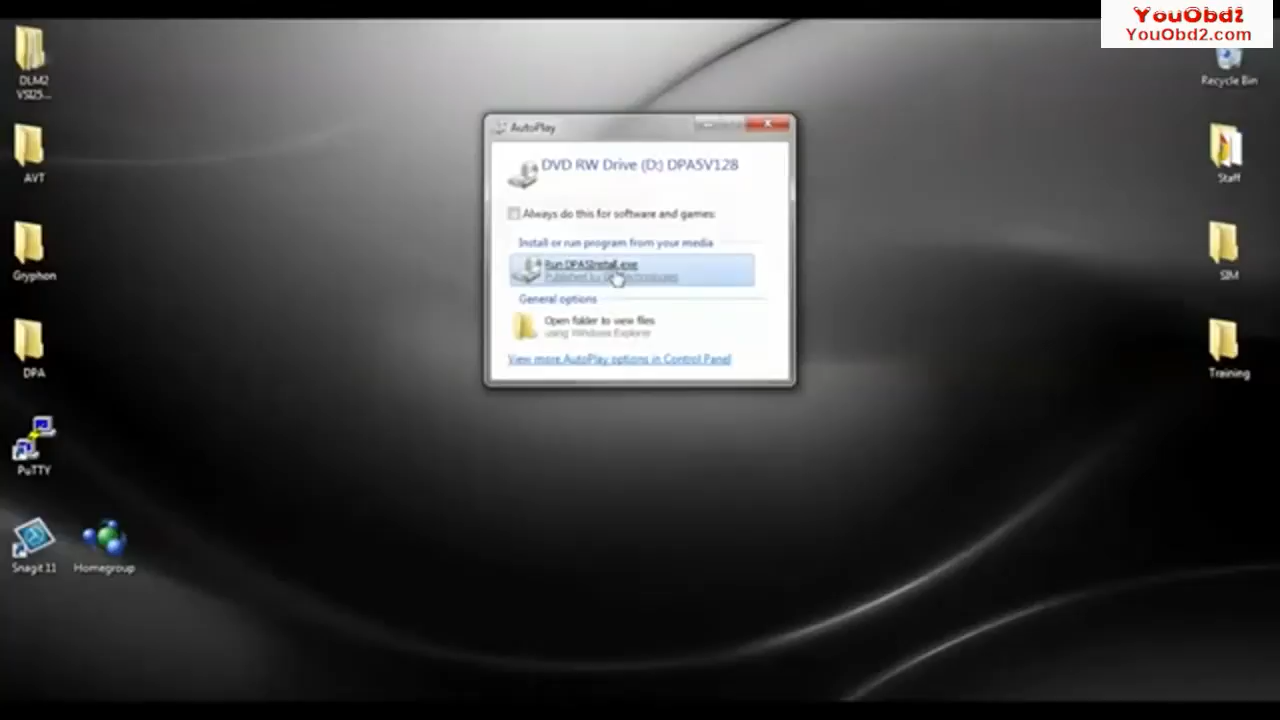 YouObd2
YouObd2.com
DLM2
VSI25...
AVT
Gryphon
DPA
PuTTY
Snagit 11
Homegroup
AutoPlay
DVD RW Drive (D:) DPA5V128
Always do this for software and games:
Install or run program from your media
Run DPA5Install.exe
Published by
General options
Open folder to view files
using Windows Explorer
View more AutoPlay options in Control Panel
Recycle Bin
Staff
SIM
Training